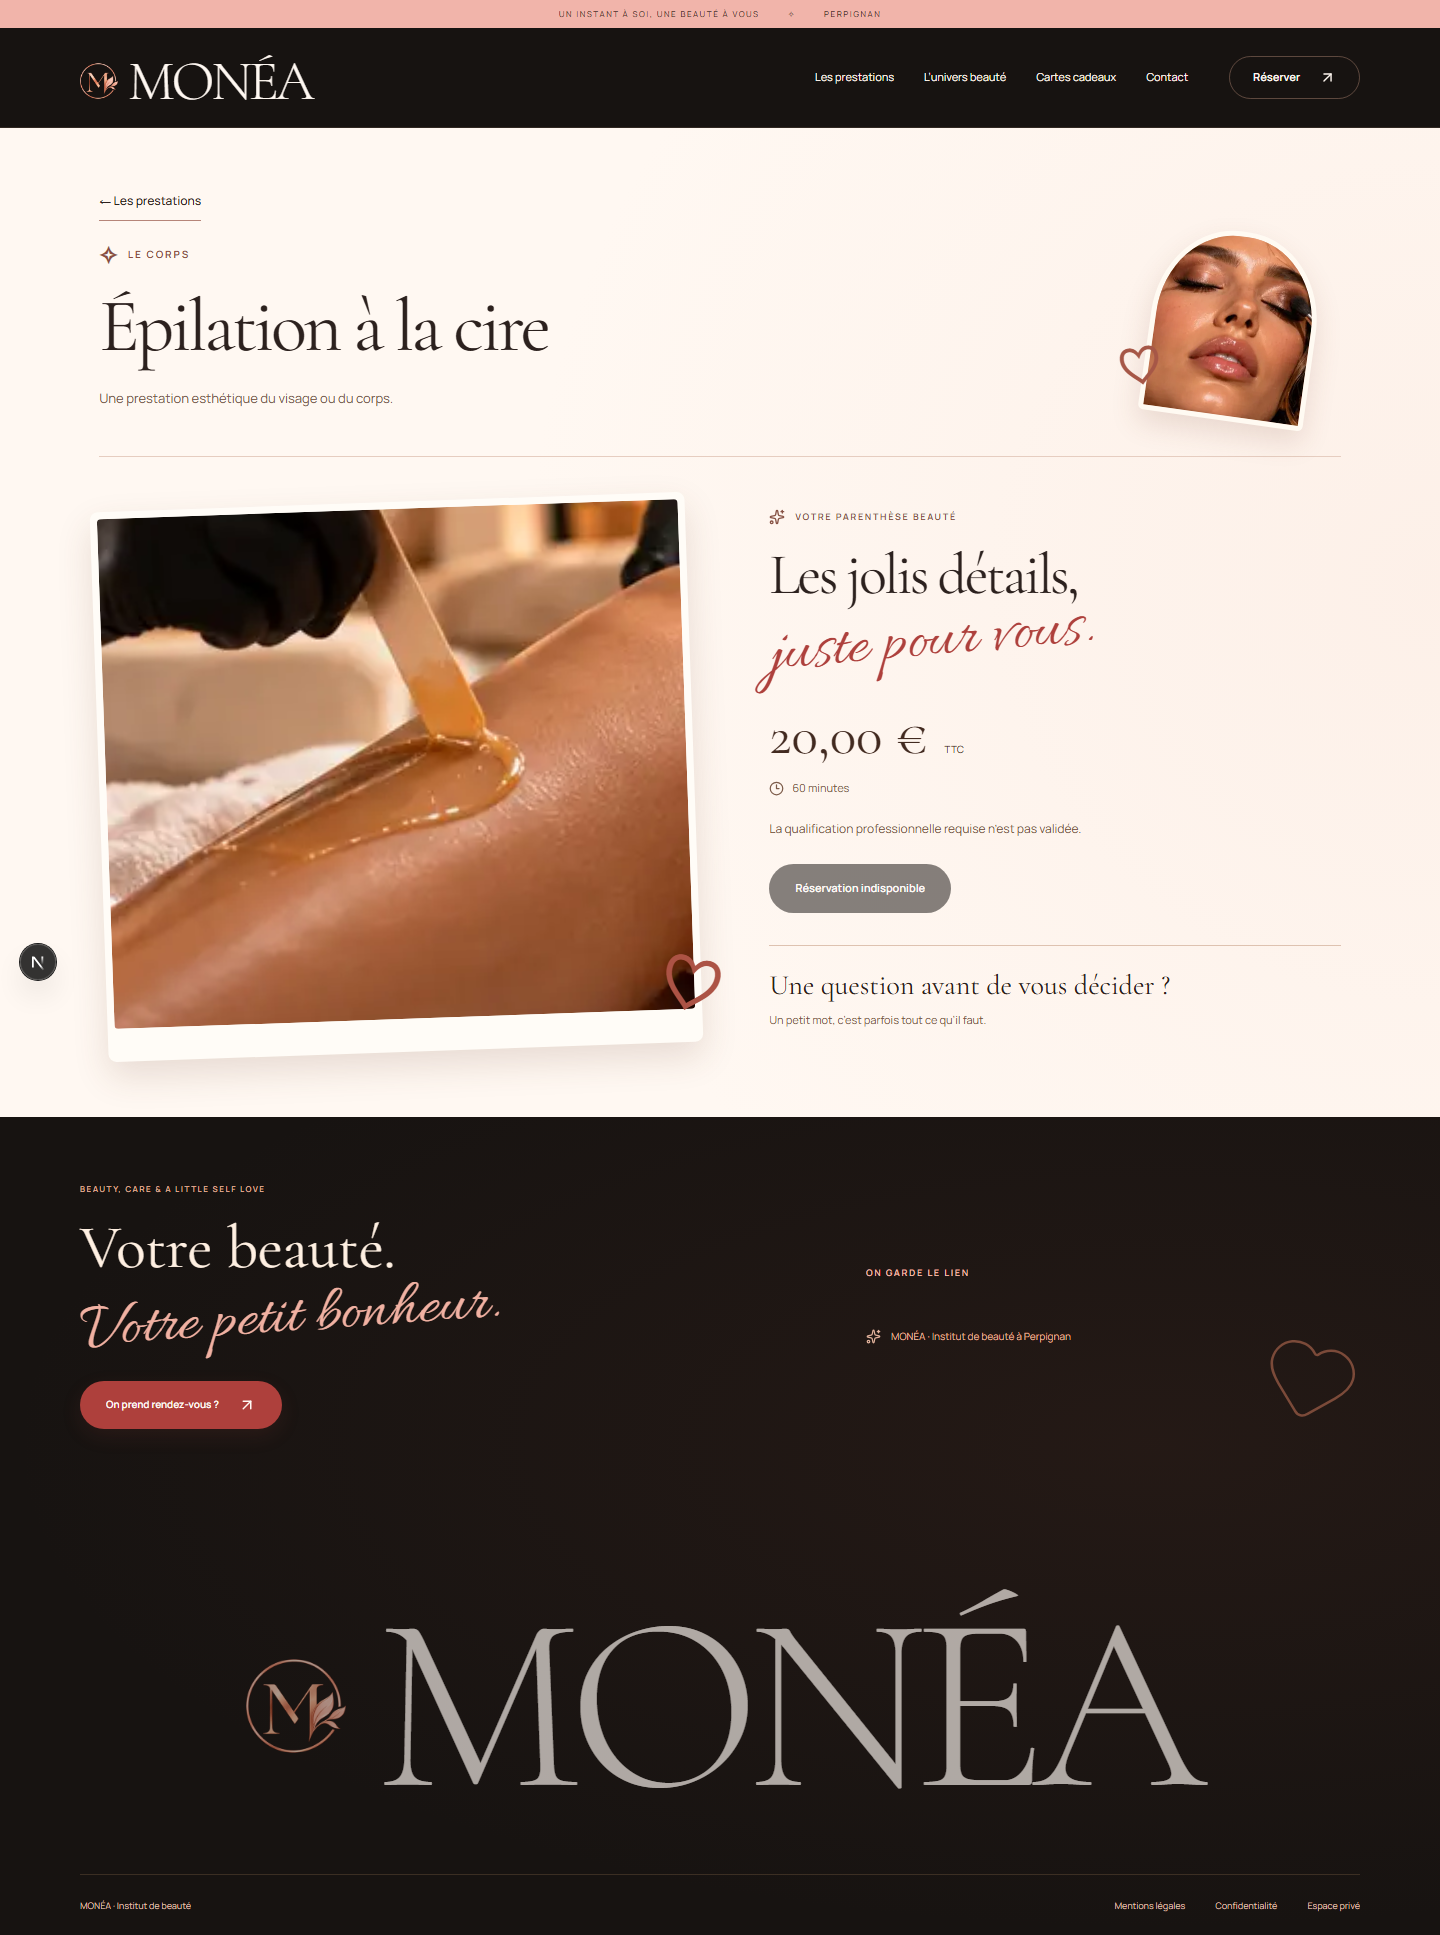 UN INSTANT À SOI, UNE BEAUTÉ À VOUS ✧ PERPIGNAN
M MONÉA
Les prestations
L'univers beauté
Cartes cadeaux
Contact
Réserver
← Les prestations
LE CORPS
Épilation à la cire
Une prestation esthétique du visage ou du corps.
VOTRE PARENTHÈSE BEAUTÉ
Les jolis détails,
juste pour vous.
20,00 € TTC
60 minutes
La qualification professionnelle requise n'est pas validée.
Réservation indisponible
N
Une question avant de vous décider ?
Un petit mot, c'est parfois tout ce qu'il faut.
BEAUTY, CARE & A LITTLE SELF LOVE
Votre beauté.
Votre petit bonheur.
On prend rendez-vous ?
ON GARDE LE LIEN
MONÉA · Institut de beauté à Perpignan
M MONÉA
MONÉA · Institut de beauté
Mentions légales
Confidentialité
Espace privé